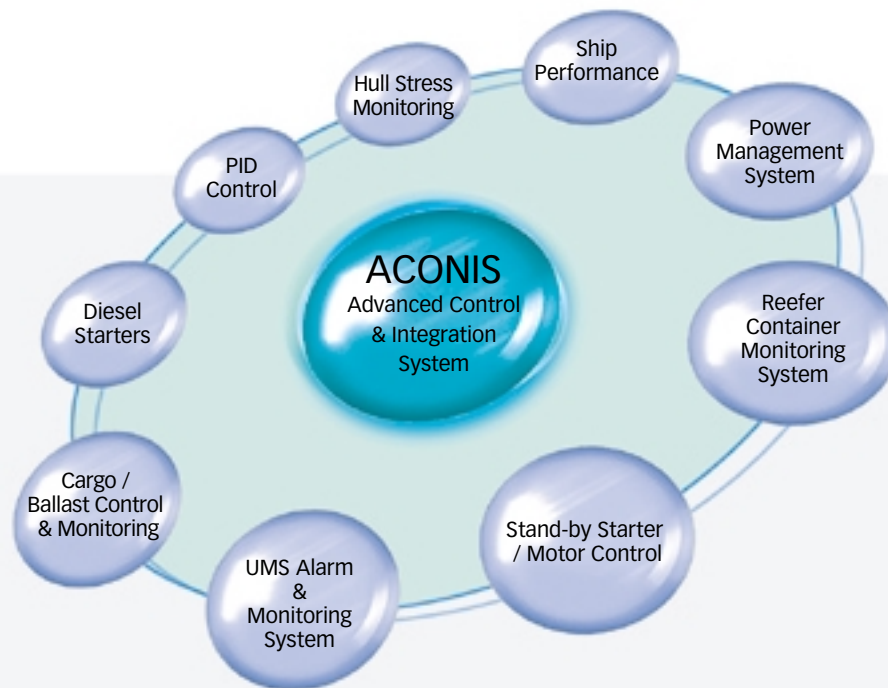 Ship
Performance
Hull Stress
Monitoring
Power
Management
System
PID
Control
ACONIS
Advanced Control
& Integration
System
Reefer
Container
Monitoring
System
Diesel
Starters
Cargo /
Ballast Control
& Monitoring
Stand-by Starter
/ Motor Control
UMS Alarm
&
Monitoring
System